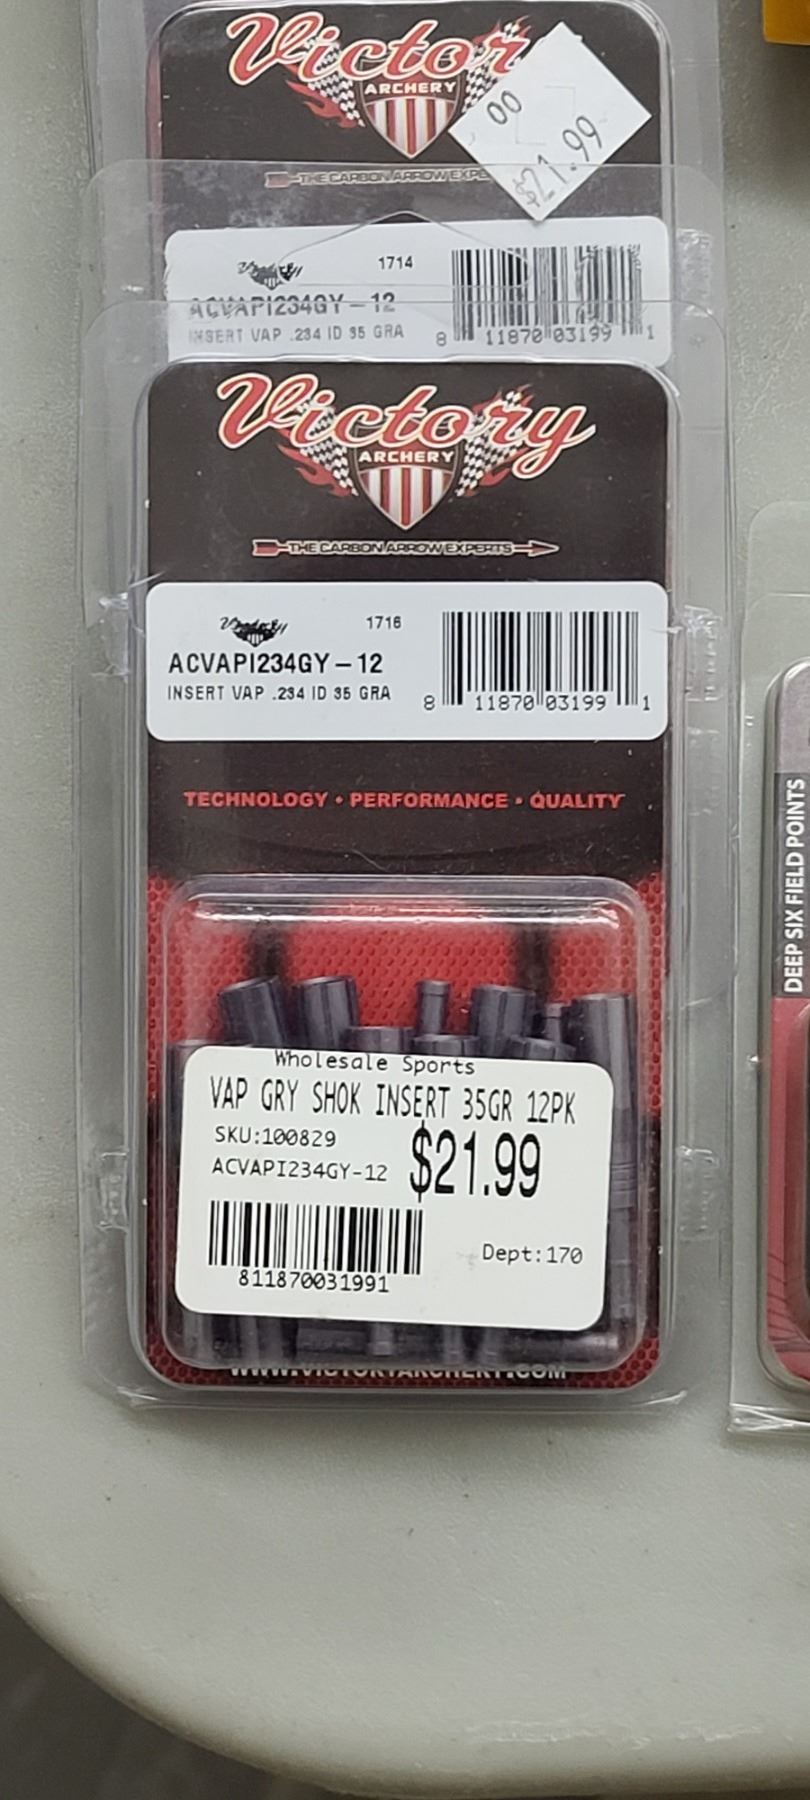 Victory
ARCHERY
00
$21.99
THE CARBON ARROW EXPE
1714
ACVAPI234GY-12
INSERT VAP .234 ID 35 GRA
8 11870 03199 1
Victory
ARCHERY
THE CARBON ARROW EXPERTS
1716
ACVAPI234GY-12
INSERT VAP .234 ID 35 GRA
8 11870 03199 1
TECHNOLOGY • PERFORMANCE • QUALITY
Wholesale Sports
VAP GRY SHOK INSERT 35GR 12PK
SKU:100829
ACVAPI234GY-12
$21.99
Dept:170
811870031991
WWW.VICTORYARCHERY.COM
DEEP SIX FIELD POINTS